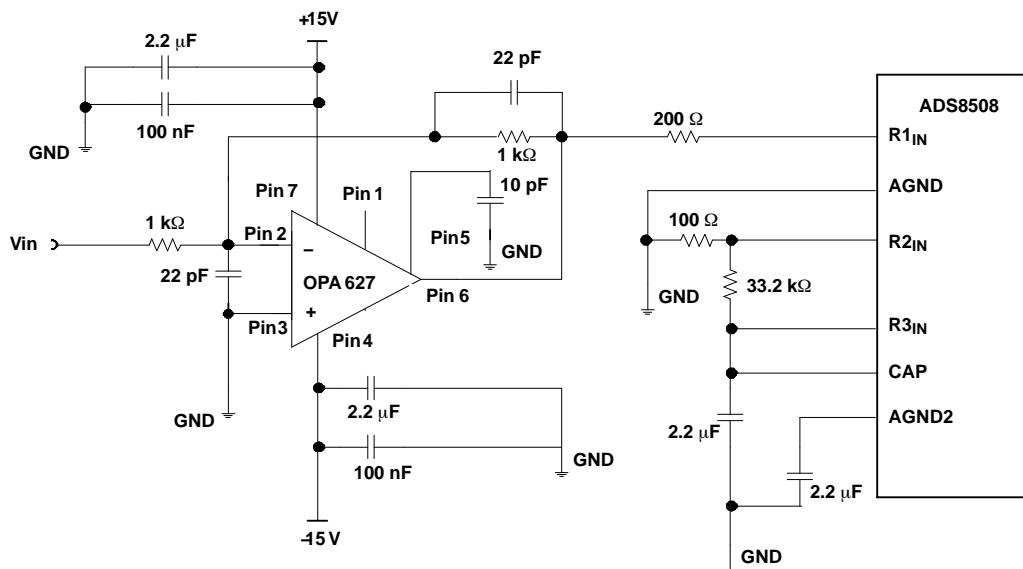 +15V
2.2 μF
22 pF
ADS8508
100 nF
200 Ω
R1IN
GND
1 kΩ
10 pF
AGND
Pin 7
Pin 1
1 kΩ
100 Ω
Vin
Pin 2
Pin5
GND
R2IN
–
22 pF
OPA 627
Pin 6
33.2 kΩ
GND
Pin3
+
R3IN
Pin4
CAP
GND
2.2 μF
AGND2
2.2 μF
GND
100 nF
2.2 μF
–15 V
GND